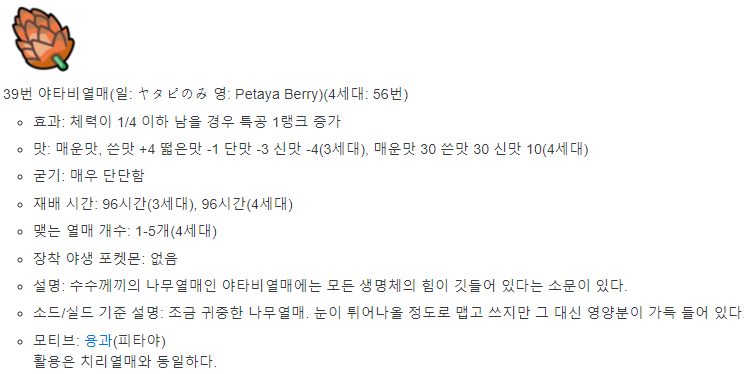 39번 야타비열매(일: ヤタピのみ 영: Petaya Berry)(4세대: 56번)
효과: 체력이 1/4 이하 남을 경우 특공 1랭크 증가
맛: 매운맛, 쓴맛 +4 떫은맛 -1 단맛 -3 신맛 -4(3세대), 매운맛 30 쓴맛 30 신맛 10(4세대)
굳기: 매우 단단함
재배 시간: 96시간(3세대), 96시간(4세대)
맺는 열매 개수: 1-5개(4세대)
장착 야생 포켓몬: 없음
설명: 수수께끼의 나무열매인 야타비열매에는 모든 생명체의 힘이 깃들어 있다는 소문이 있다.
소드/실드 기준 설명: 조금 귀중한 나무열매. 눈이 튀어나올 정도로 맵고 쓰지만 그 대신 영양분이 가득 들어 있다.
모티브: 용과(피타야)
활용은 치리열매와 동일하다.